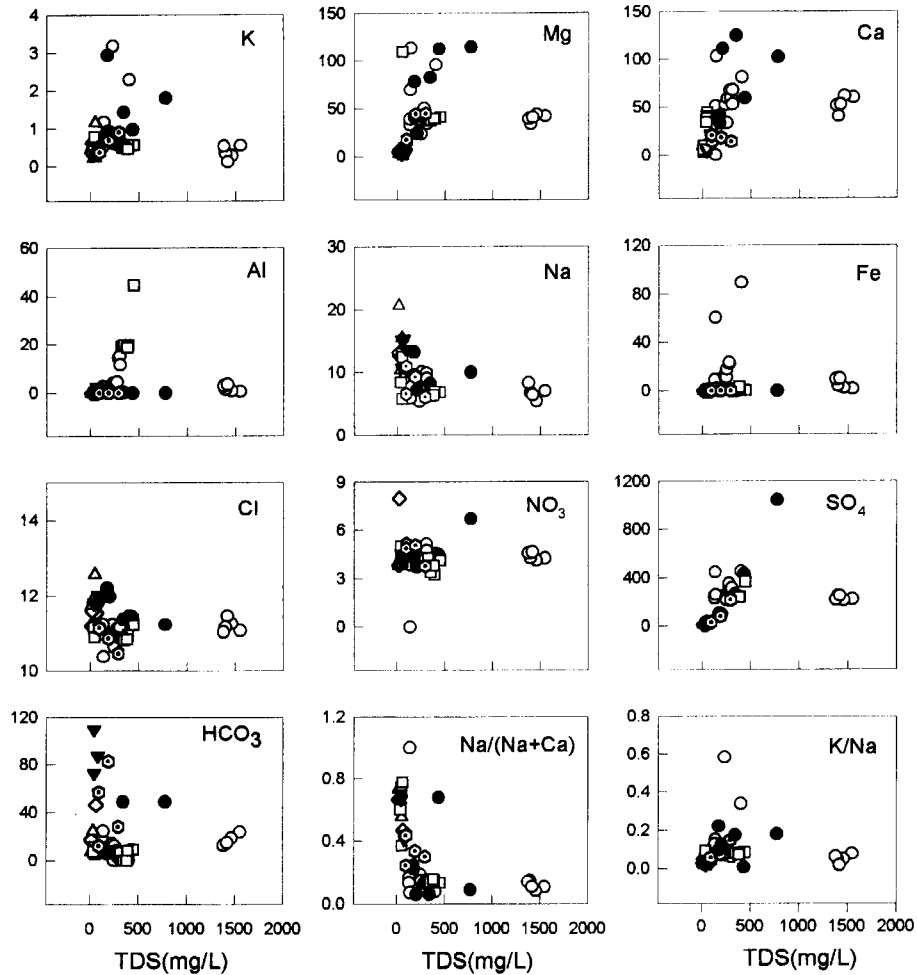 4 3 2 1 0 K
150 100 50 0 Mg
150 100 50 0 Ca
60 40 20 0 Al
30 20 10 0 Na
120 80 40 0 Fe
14 12 10 Cl
9 6 3 0 NO₃
1200 800 400 0 SO₄
120 80 40 0 HCO₃
1.2 0.8 0.4 0.0 Na/(Na+Ca)
0.8 0.6 0.4 0.2 0.0 K/Na
0 500 1000 1500 2000
0 500 1000 1500 2000
0 500 1000 1500 2000
TDS(mg/L)
TDS(mg/L)
TDS(mg/L)